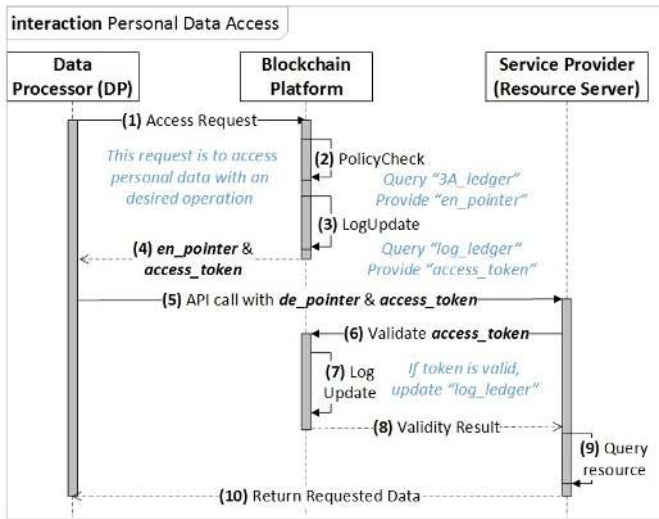 interaction Personal Data Access
Data
Processor (DP)
Blockchain
Platform
Service Provider
(Resource Server)
(1) Access Request
This request is to access
personal data with an
desired operation
(2) PolicyCheck
Query “3A_ledger”
Provide “en_pointer”
(3) LogUpdate
(4) en_pointer &
access_token
Query “log_ledger”
Provide “access_token”
(5) API call with de_pointer & access_token
(6) Validate access_token
(7) Log
Update
If token is valid,
update “log_ledger”
(8) Validity Result
(9) Query
resource
(10) Return Requested Data